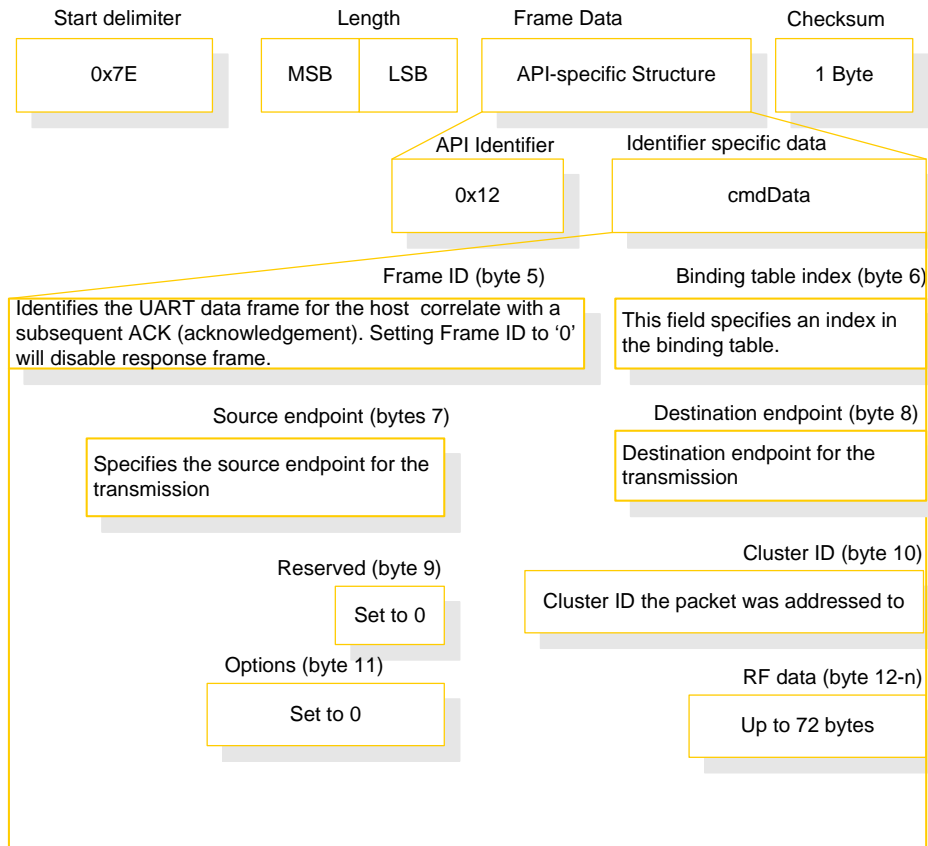 Start delimiter
Length
Frame Data
Checksum
0x7E
MSB
LSB
API-specific Structure
1 Byte
API Identifier
Identifier specific data
0x12
cmdData
Frame ID (byte 5)
Binding table index (byte 6)
Identifies the UART data frame for the host  correlate with a
subsequent ACK (acknowledgement). Setting Frame ID to ‘0’
will disable response frame.
This field specifies an index in
the binding table.
Source endpoint (bytes 7)
Destination endpoint (byte 8)
Specifies the source endpoint for the
transmission
Destination endpoint for the
transmission
Reserved (byte 9)
Cluster ID (byte 10)
Set to 0
Cluster ID the packet was addressed to
Options (byte 11)
RF data (byte 12-n)
Set to 0
Up to 72 bytes